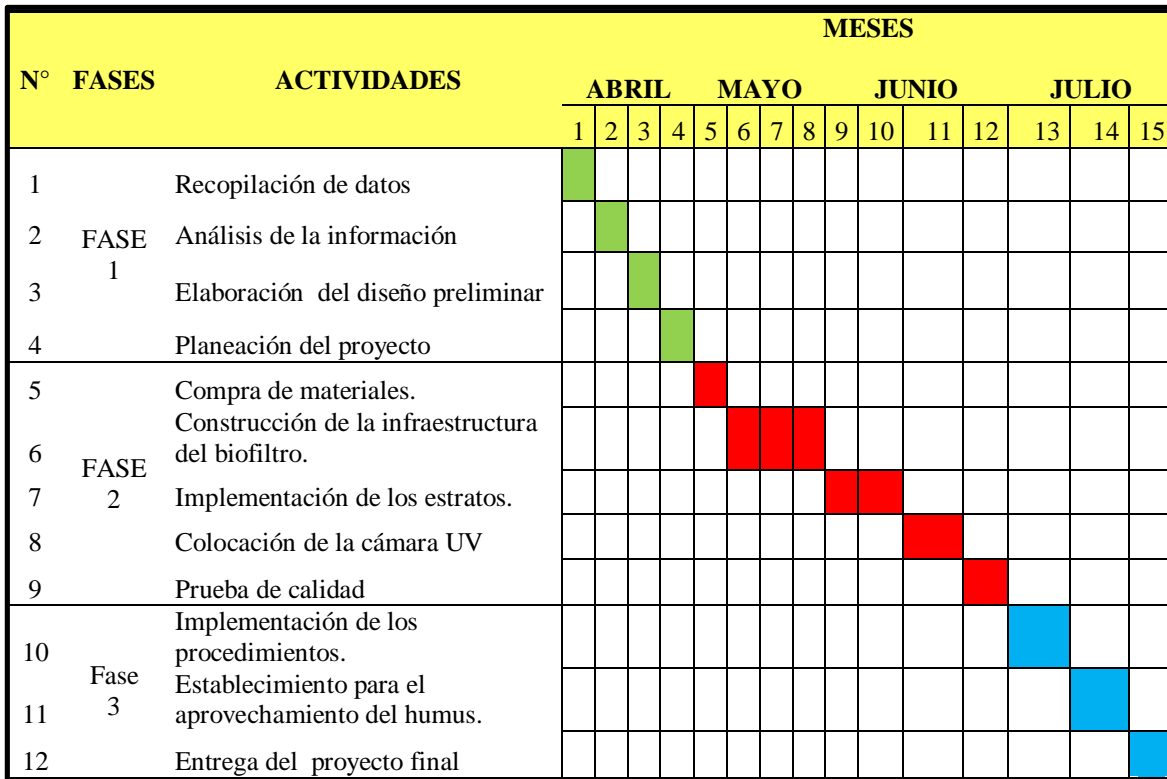 MESES
N° FASES ACTIVIDADES
ABRIL MAYO JUNIO JULIO
1 2 3 4 5 6 7 8 9 10 11 12 13 14 15
1 Recopilación de datos
2 Análisis de la información
FASE
1
3 Elaboración del diseño preliminar
4 Planeación del proyecto
5 Compra de materiales.
Construcción de la infraestructura
6 del biofiltro.
FASE
2
7 Implementación de los estratos.
8 Colocación de la cámara UV
9 Prueba de calidad
Implementación de los
10 procedimientos.
Fase
3
Establecimiento para el
11 aprovechamiento del humus.
12 Entrega del proyecto final